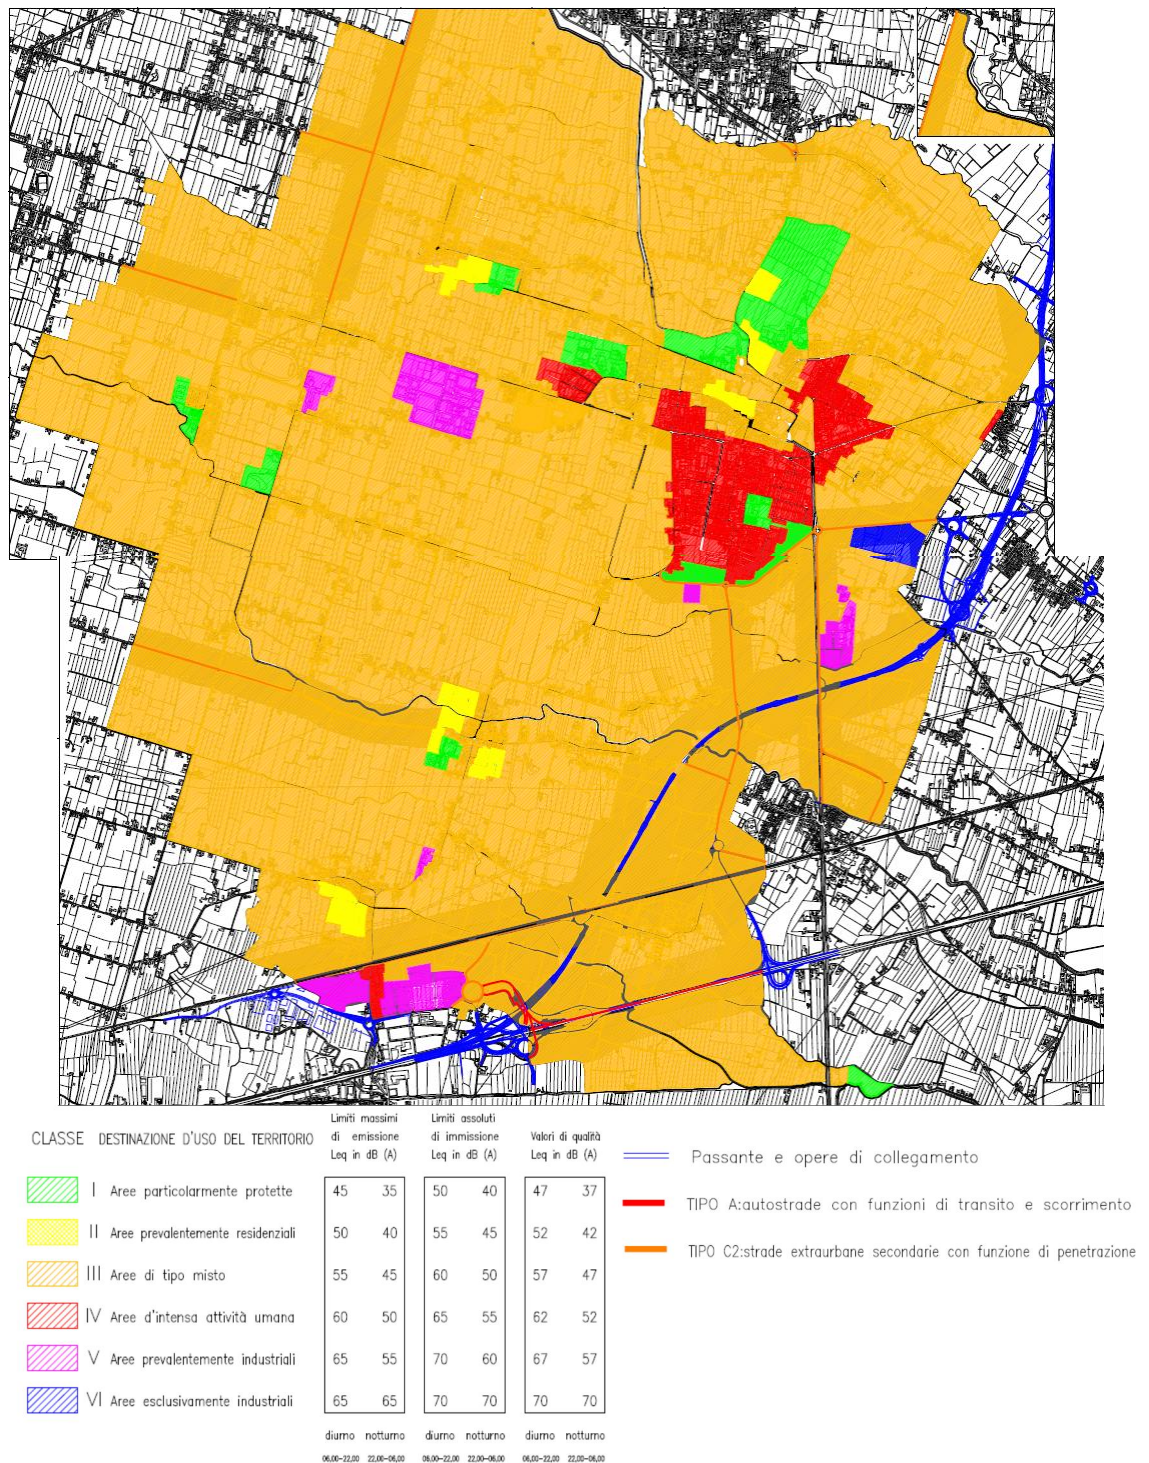 CLASSE DESTINAZIONE D'USO DEL TERRITORIO
Limiti massimi
di emissione
Leq in dB (A)
Limiti assoluti
di immissione
Leq in dB (A)
Valori di qualità
Leq in dB (A)
I Aree particolarmente protette 45 35 50 40 47 37
II Aree prevalentemente residenziali 50 40 55 45 52 42
III Aree di tipo misto 55 45 60 50 57 47
IV Aree d'intensa attività umana 60 50 65 55 62 52
V Aree prevalentemente industriali 65 55 70 60 67 57
VI Aree esclusivamente industriali 65 65 70 70 70 70
diurno notturno diurno notturno diurno notturno
06,00-22,00 22,00-06,00 06,00-22,00 22,00-06,00 06,00-22,00 22,00-06,00
Passante e opere di collegamento
TIPO A:autostrade con funzioni di transito e scorrimento
TIPO C2:strade extraurbane secondarie con funzione di penetrazione